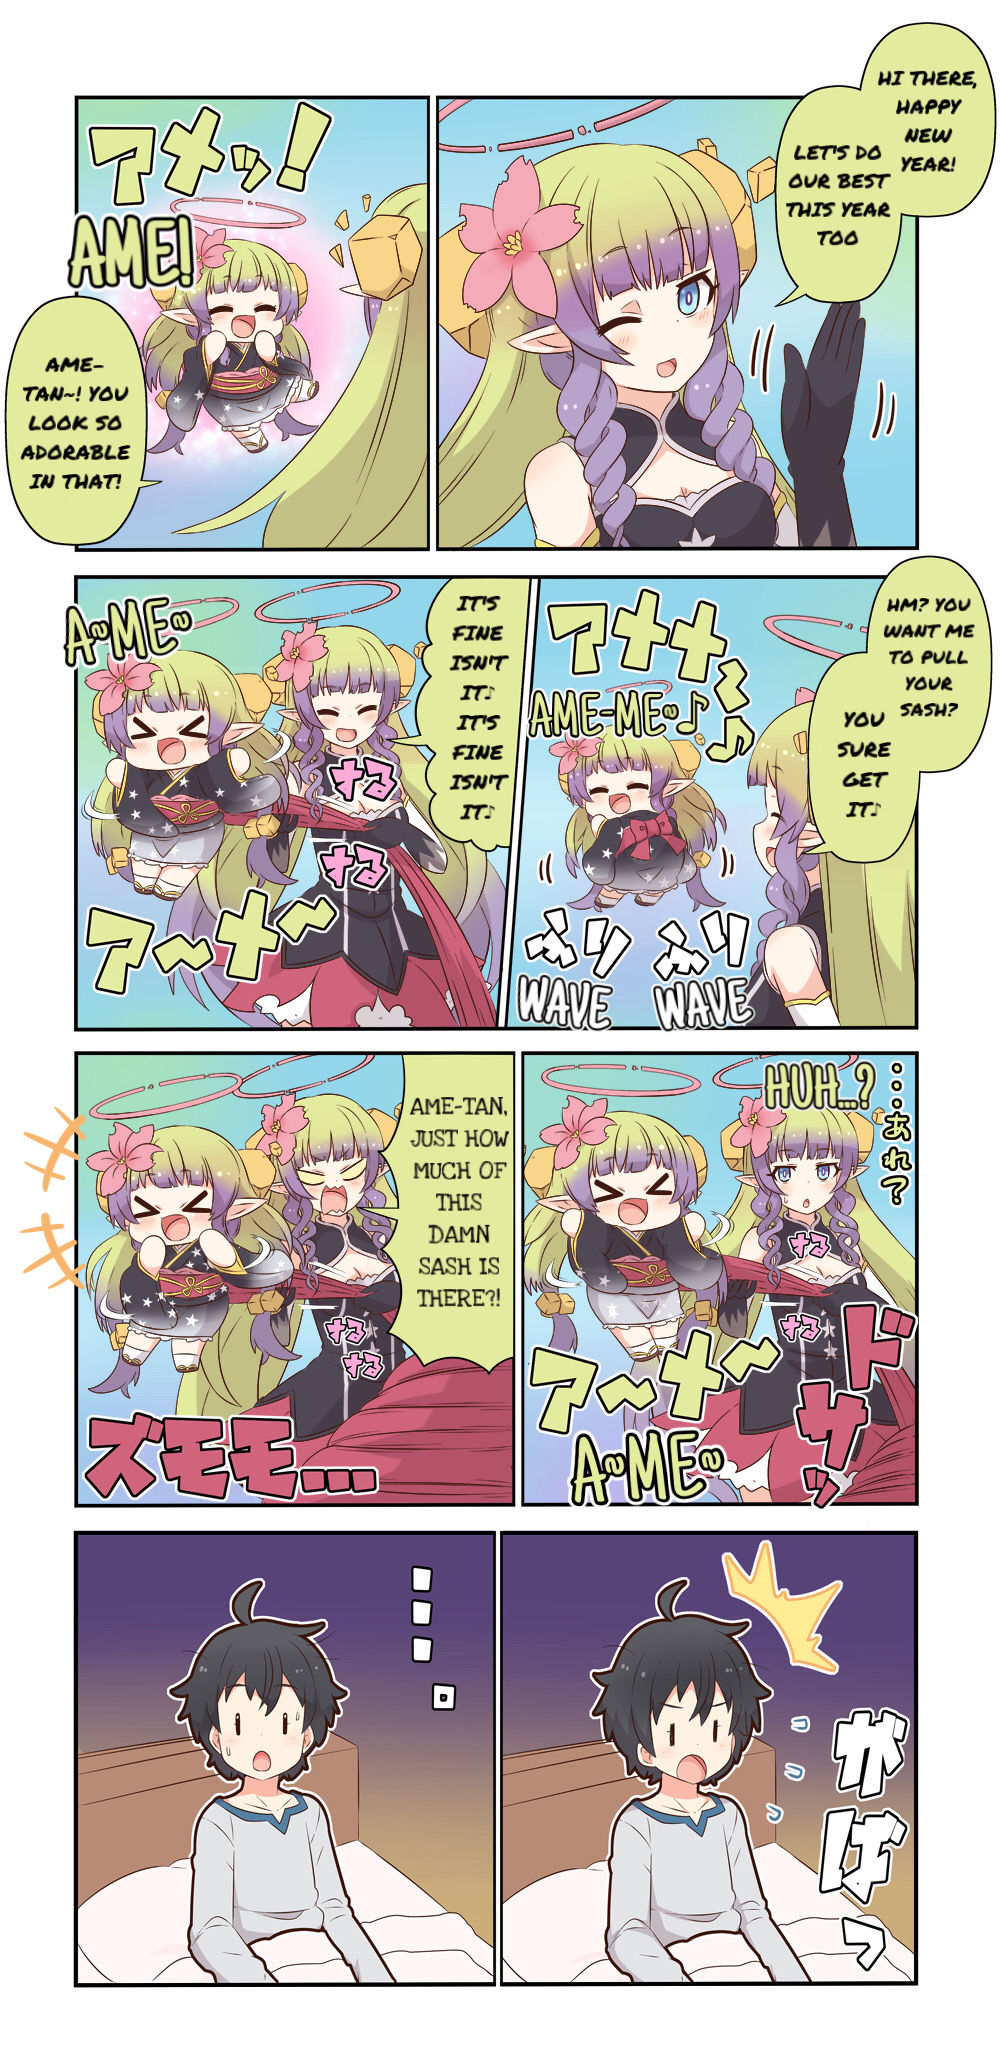 HI THERE,
HAPPY
NEW
YEAR!
LET'S DO
OUR BEST
THIS YEAR
TOO
アメッ!
AME!
AME-
TAN~! YOU
LOOK SO
ADORABLE
IN THAT!
HM? YOU
WANT ME
TO PULL
YOUR
SASH?
YOU
SURE
GET
IT♪
アメメ~♪
AME-ME~♪
ふり
ふり
WAVE
WAVE
IT'S
FINE
ISN'T
IT♪
IT'S
FINE
ISN'T
IT♪
A~ME~
する
する
ア~メ~
…あれ?
HUH...?
する
する
ドサッ
ア~メ~
A~ME~
AME-TAN,
JUST HOW
MUCH OF
THIS
DAMN
SASH IS
THERE?!
する
する
ズモモ...
がばっ
...。